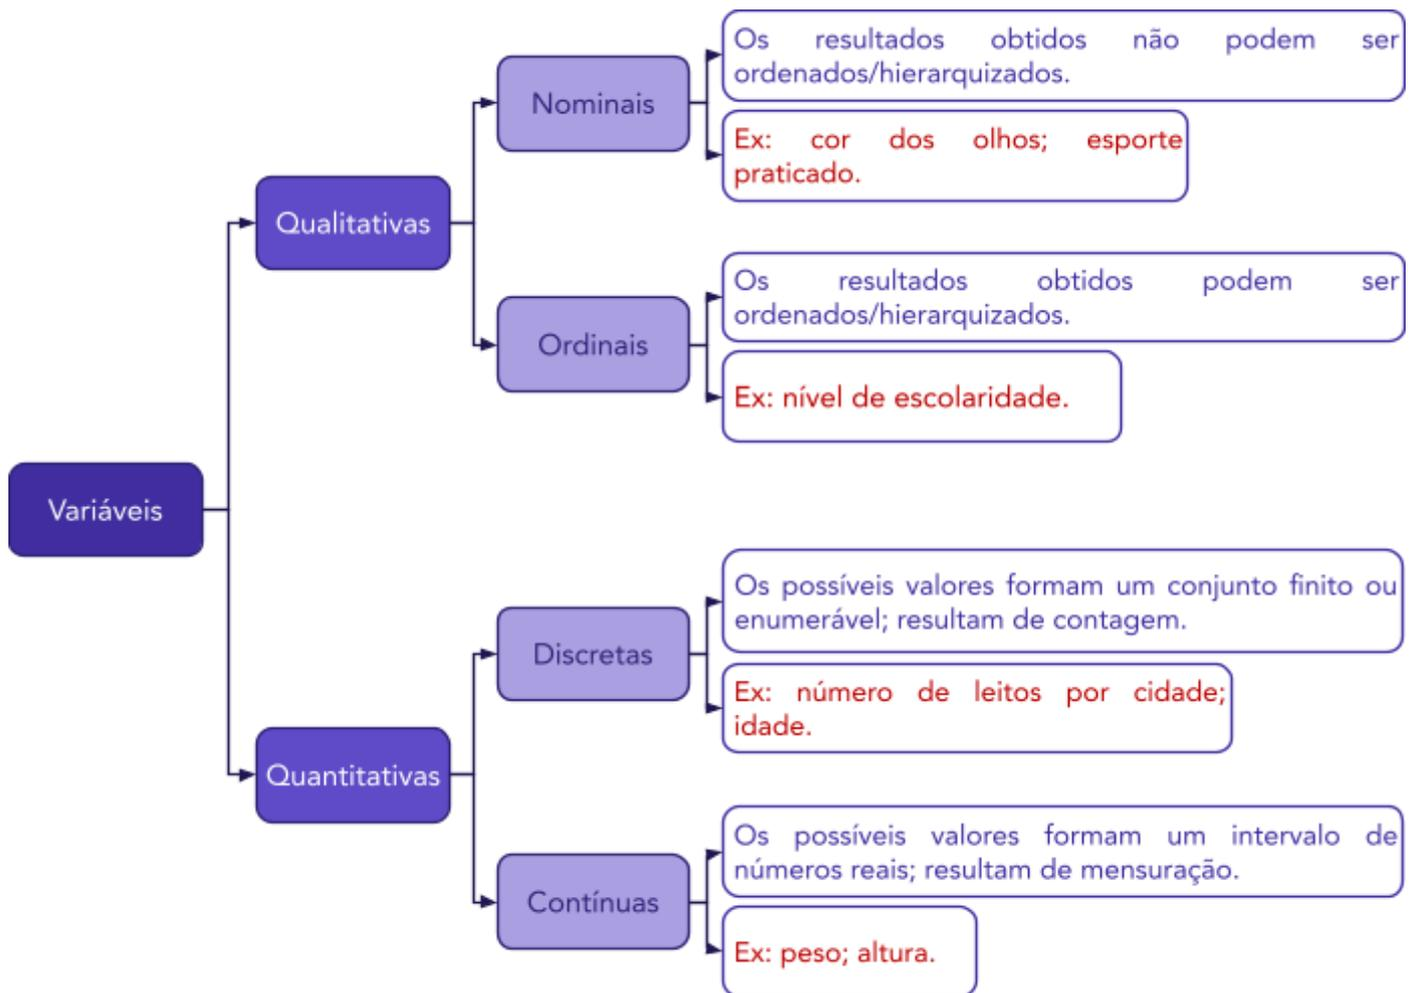 Os resultados obtidos não podem ser
ordenados/hierarquizados.
Nominais
Ex: cor dos olhos; esporte
praticado.
Qualitativas
Os resultados obtidos podem ser
ordenados/hierarquizados.
Ordinais
Ex: nível de escolaridade.
Variáveis
Os possíveis valores formam um conjunto finito ou
enumerável; resultam de contagem.
Discretas
Ex: número de leitos por cidade;
idade.
Quantitativas
Os possíveis valores formam um intervalo de
números reais; resultam de mensuração.
Contínuas
Ex: peso; altura.